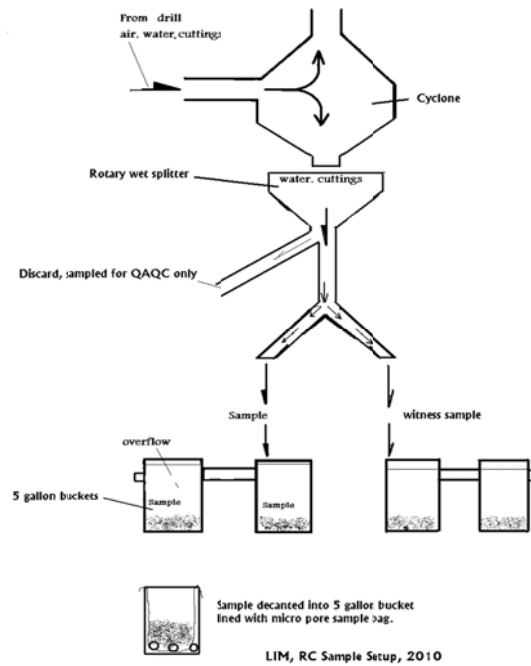 From drill
air, water, cuttings
Cyclone
Rotary wet splitter
water, cuttings
Discard, sampled for QAQC only
Sample
witness sample
overflow
5 gallon buckets
Sample
Sample
Sample decanted into 5 gallon bucket
lined with micro pore sample bag.
LIM, RC Sample Setup, 2010